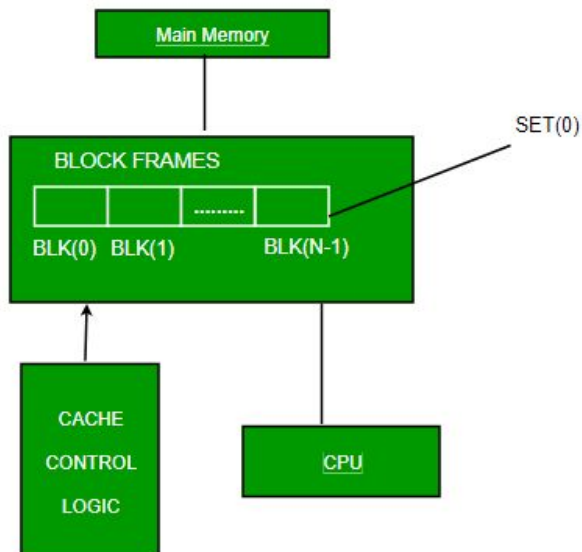 Main Memory
SET(0)
BLOCK FRAMES
.........
BLK(0) BLK(1) BLK(N-1)
CACHE
CONTROL
LOGIC
CPU